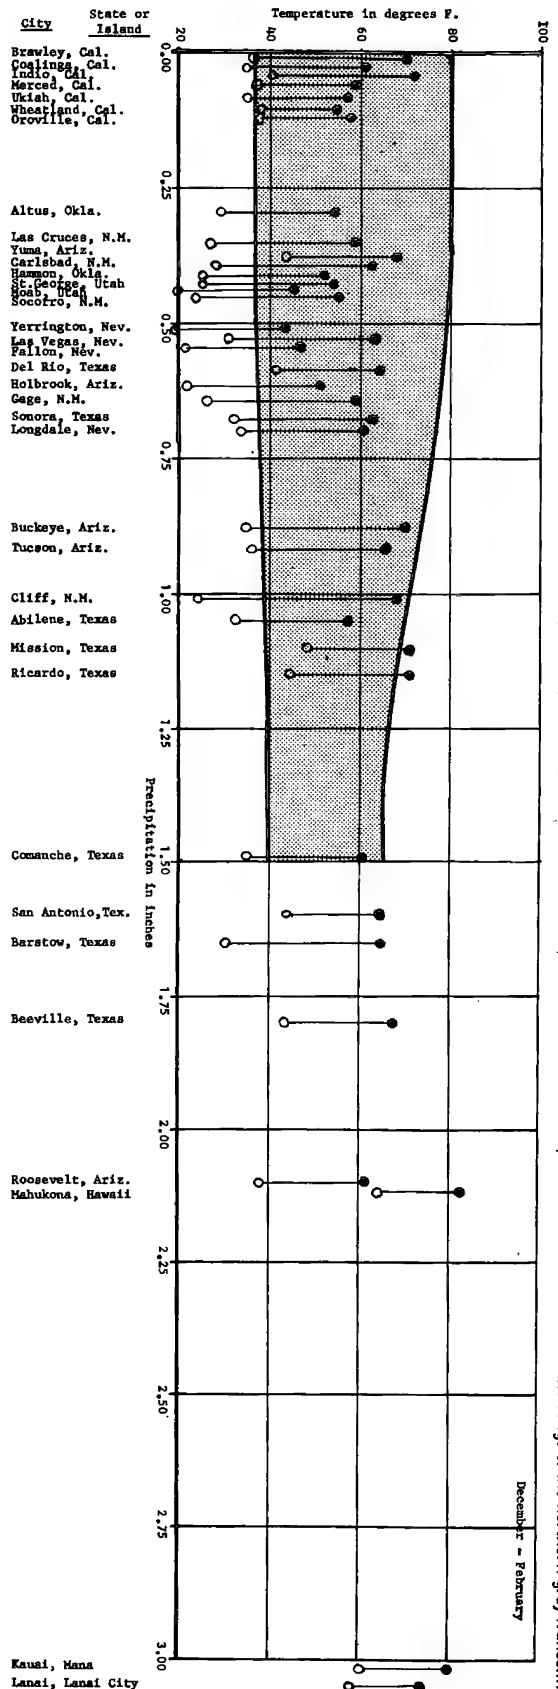 State or
City Island
Temperature in degrees F.
20
40
60
80
100
0.00
Brawley, Cal.
Coalinga, Cal.
Indio, Cal.
Merced, Cal.
Ukiah, Cal.
Wheatland, Cal.
Oroville, Cal.
0.25
Altus, Okla.
Las Cruces, N.M.
Yuma, Ariz.
Carlsbad, N.M.
Hammon, Okla.
St.George, Utah
Moab, Utah
Socorro, N.M.
0.50
Yerrington, Nev.
Las Vegas, Nev.
Fallon, Nev.
Del Rio, Texas
Holbrook, Ariz.
Gage, N.M.
Sonora, Texas
Longdale, Nev.
0.75
Buckeye, Ariz.
Tucson, Ariz.
1.00
Cliff, N.M.
Abilene, Texas
Mission, Texas
Ricardo, Texas
1.25
Precipitation in inches
Comanche, Texas
1.50
San Antonio,Tex.
Barstow, Texas
1.75
Beeville, Texas
2.00
Roosevelt, Ariz.
Mahukona, Hawaii
2.25
2.50
2.75
December - February
3.00
Kauai, Mana
Lanai, Lanai City